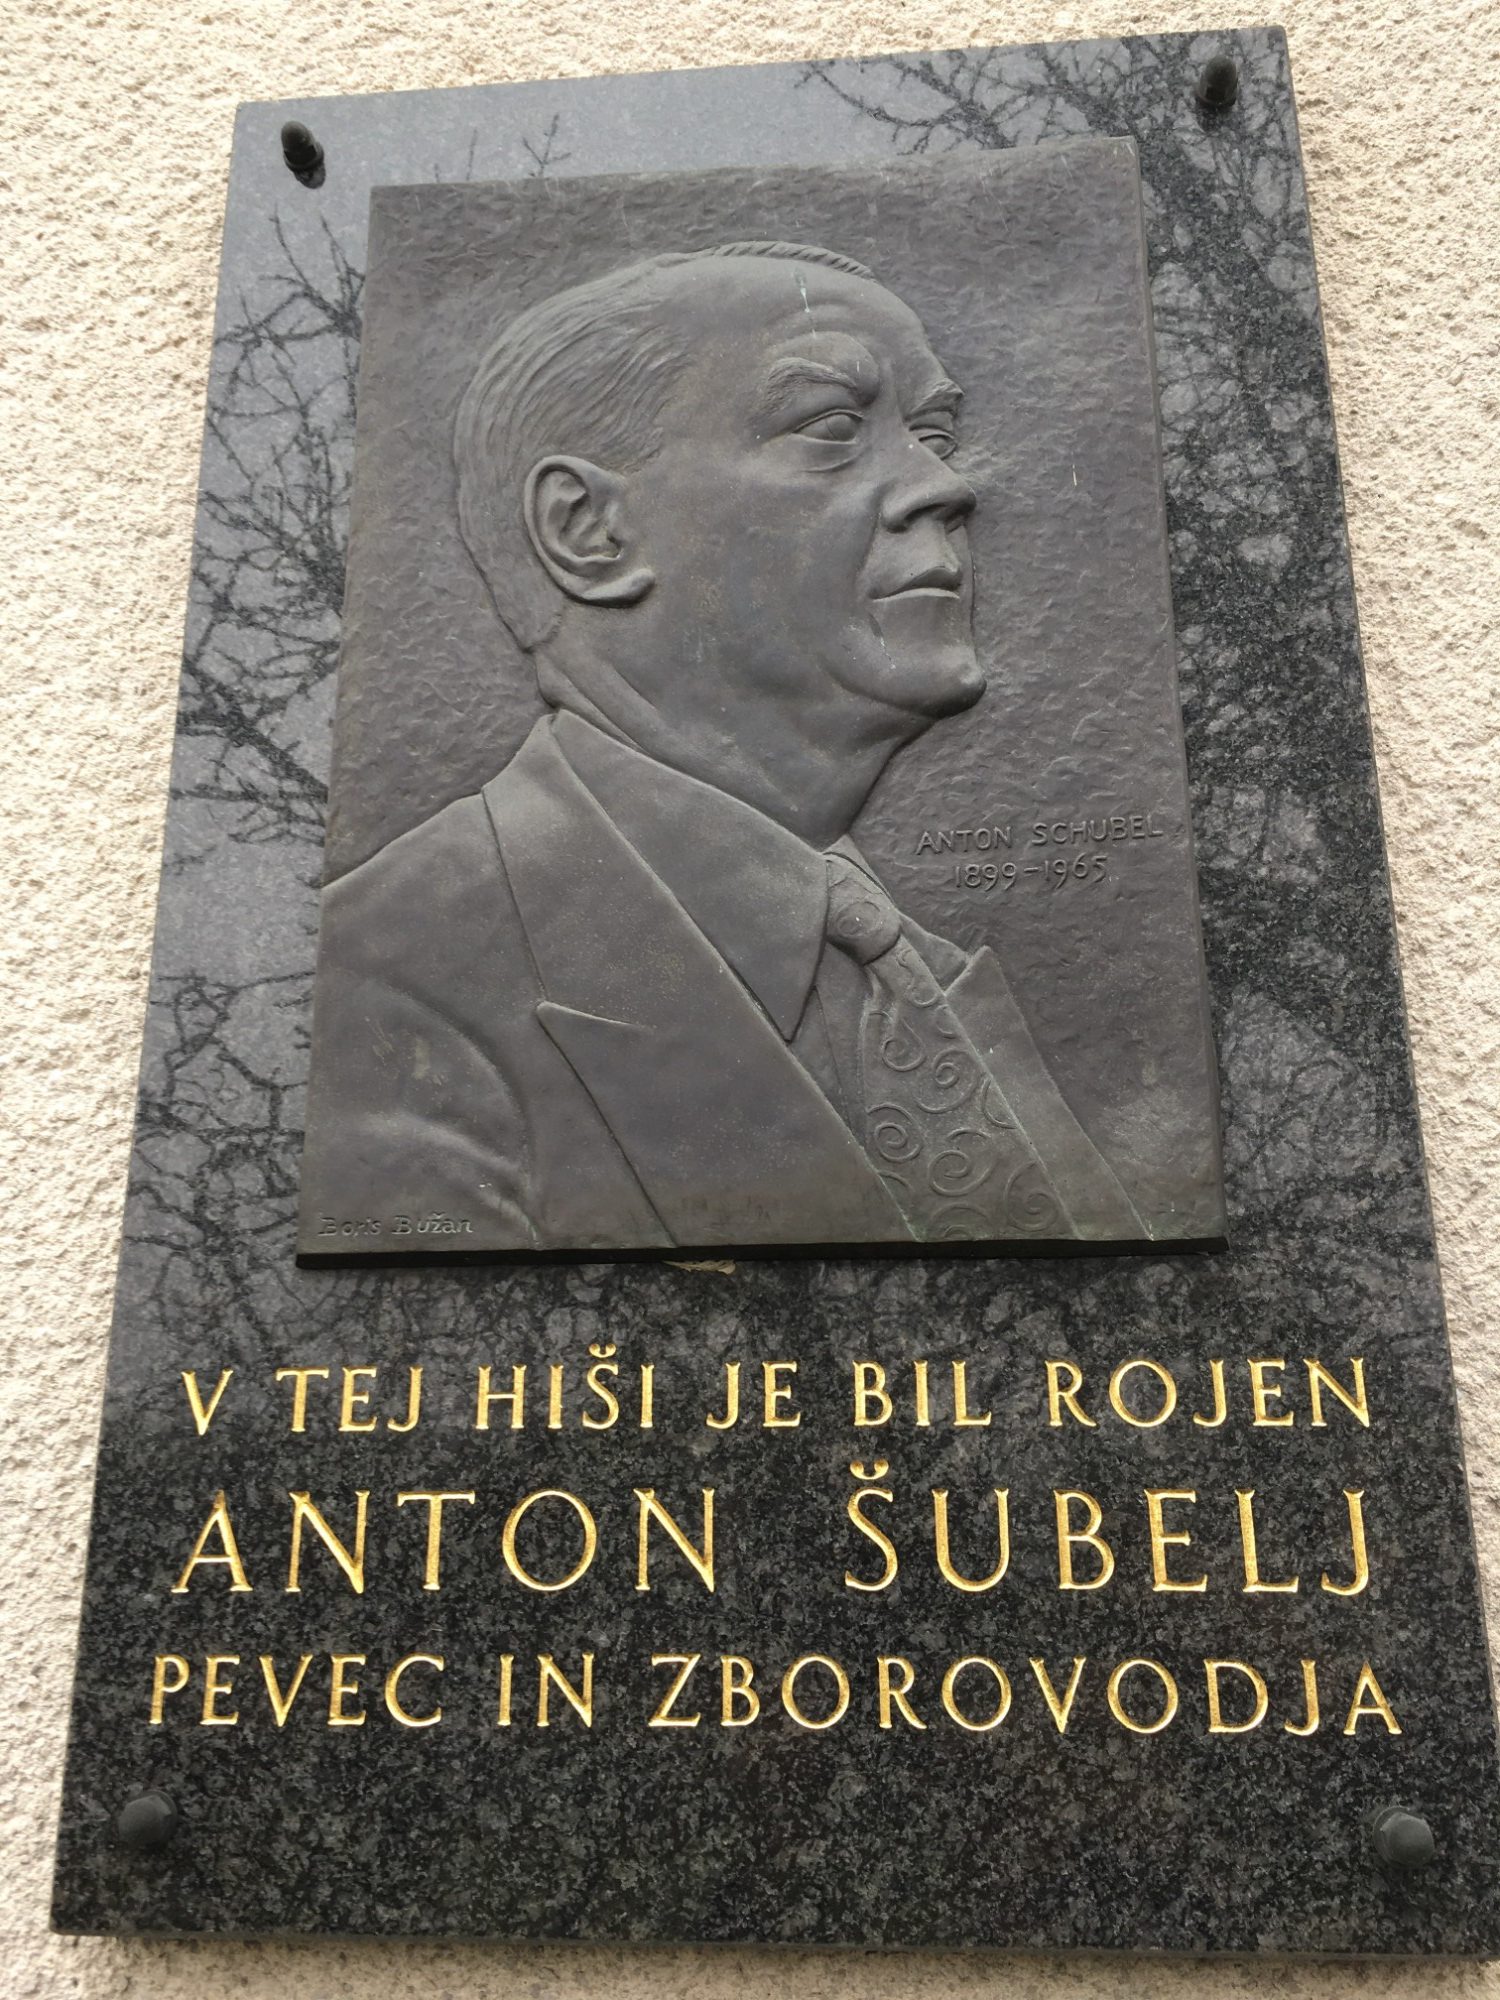 ANTON SCHUBEL
1899-1965
Boris Bužan
V TEJ HIŠI JE BIL ROJEN
ANTON ŠUBELJ
PEVEC IN ZBOROVODJA